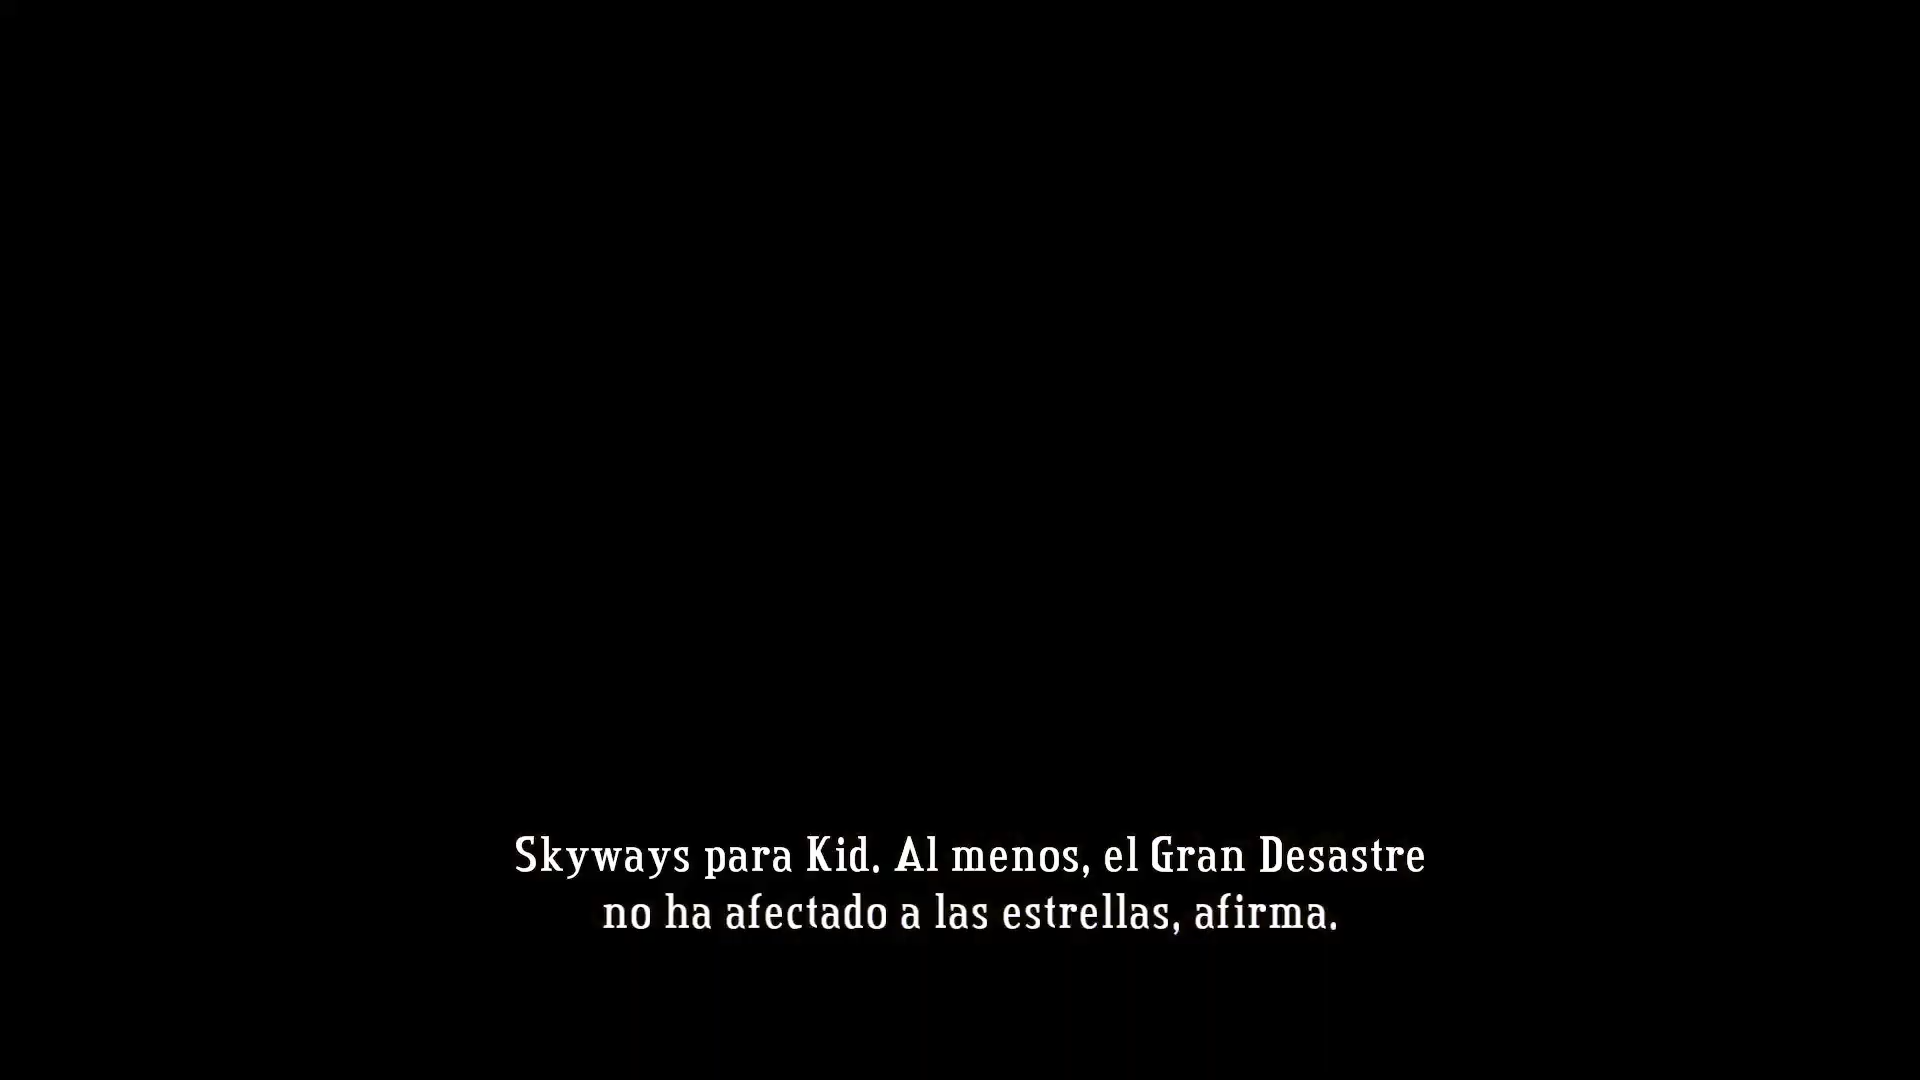 Skyways para Kid. Al menos, el Gran Desastre
no ha afectado a las estrellas, afirma.